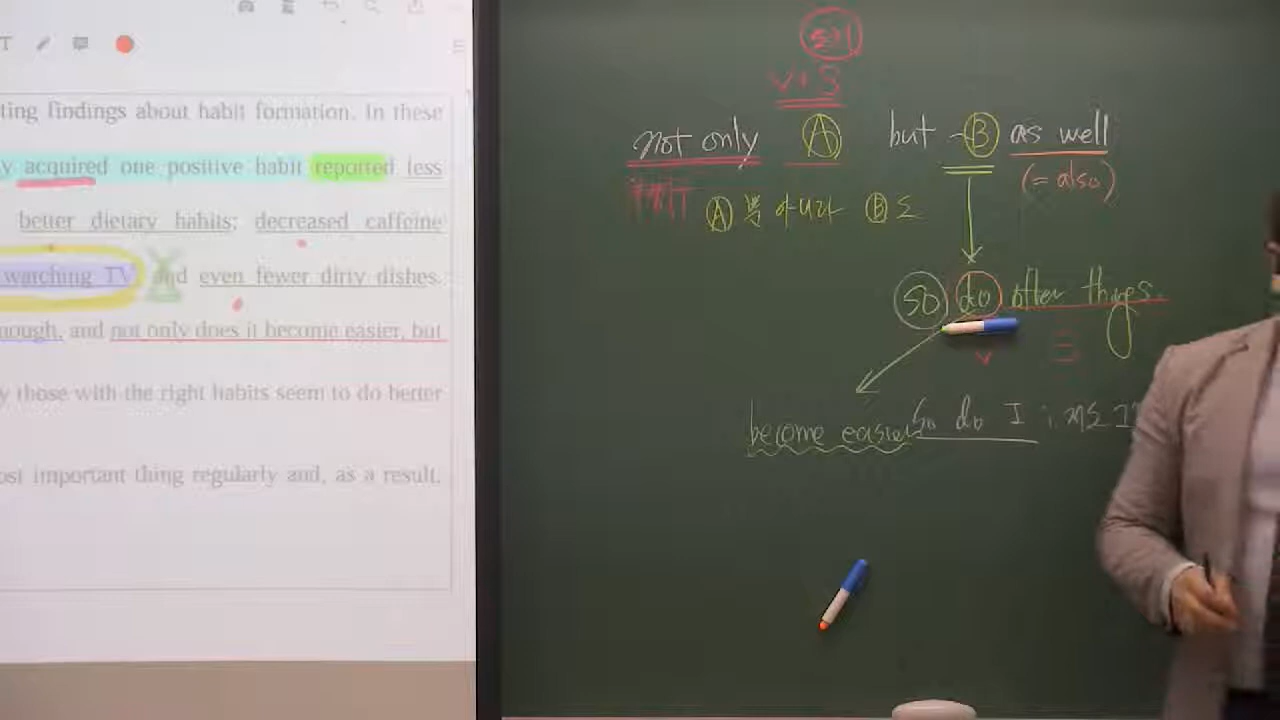 T
ting findings about habit formation. In these
y acquired one positive habit reported less
better dietary habits; decreased caffeine
watching TV and even fewer dirty dishes.
nough, and not only does it become easier, but
y those with the right habits seem to do better
ost important thing regularly and, as a result,
V+S
not only A but B as well
(= also)
A 뿐 아니라 B 도
so do other things.
V
become easier So do I : 저도